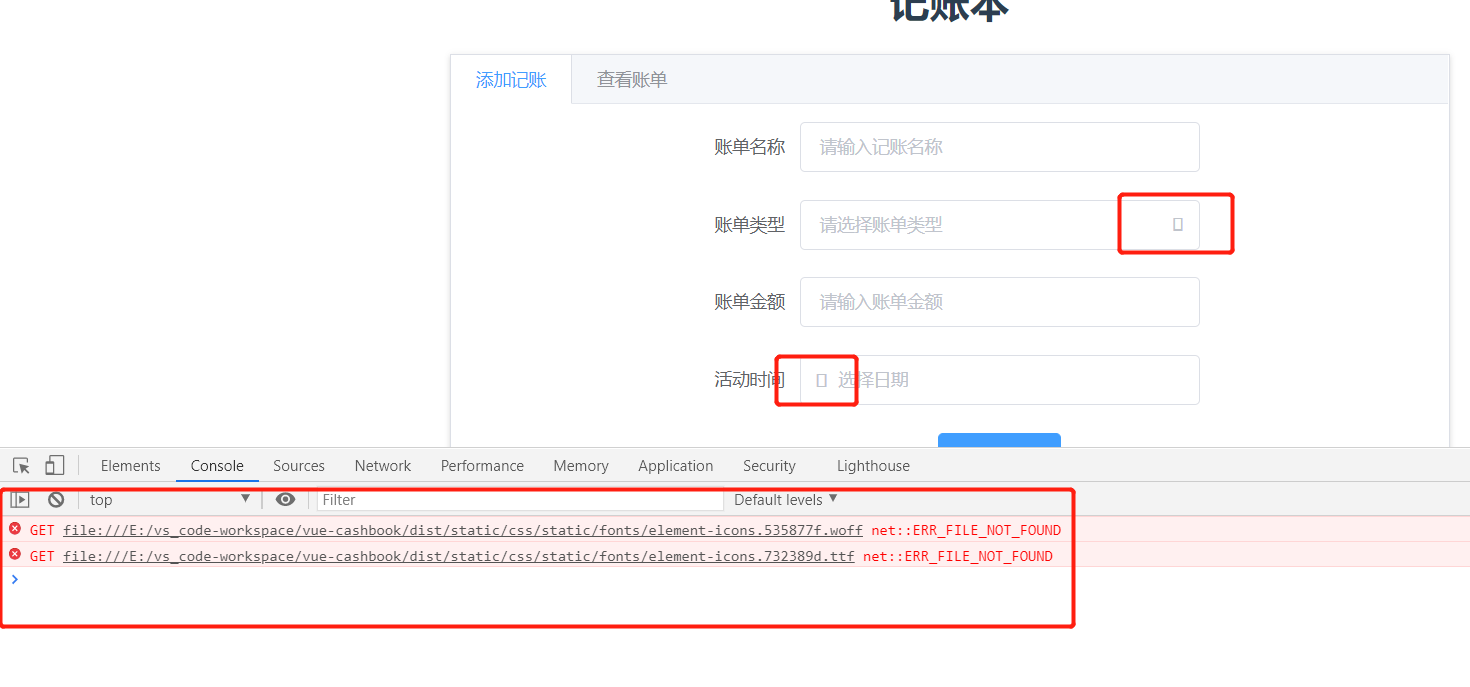 记账本
添加记账 查看账单
账单名称 请输入记账名称
账单类型 请选择账单类型
账单金额 请输入账单金额
活动时间 选择日期
Elements Console Sources Network Performance Memory Application Security Lighthouse
top Filter Default levels
GET file:///E:/vs_code-workspace/vue-cashbook/dist/static/css/static/fonts/element-icons.535877f.woff net::ERR_FILE_NOT_FOUND
GET file:///E:/vs_code-workspace/vue-cashbook/dist/static/css/static/fonts/element-icons.732389d.ttf net::ERR_FILE_NOT_FOUND